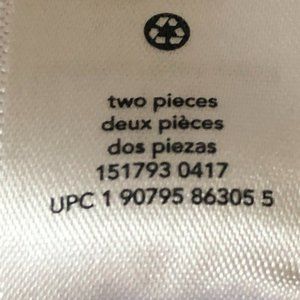 two pieces
deux pièces
dos piezas
151793 0417
UPC 1 90795 86305 5